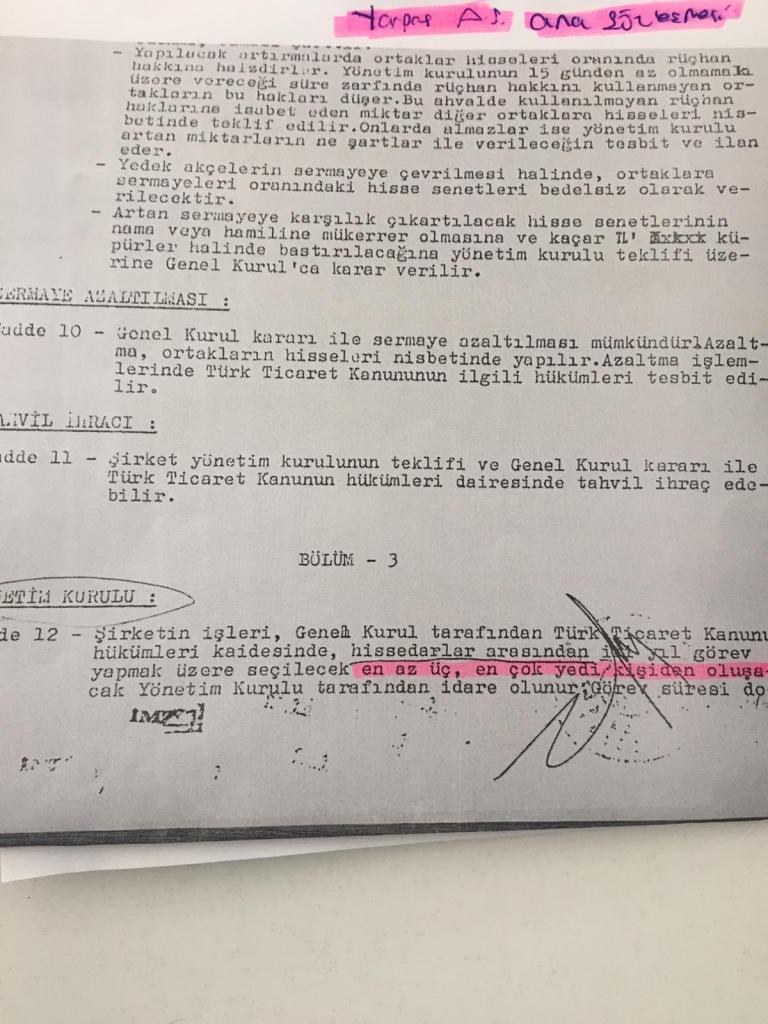 A.Ş. ana sözleşmesi
- Yapılacak artırmalarda ortaklar hisseleri oranında rüçhan
hakkına haizdirler. Yönetim kurulunun 15 günden az olmamak
üzere vereceği süre zarfında rüçhan hakkını kullanmayan or-
takların bu hakları düşer.Bu ahvalde kullanılmayan rüçhan
haklarına isabet eden miktar diğer ortaklara hisseleri nis-
betinde teklif edilir.Onlarda almazlar ise yönetim kurulu
artan miktarların ne şartlar ile verileceğin tesbit ve ilan
eder.
- Yedek akçelerin sermayeye çevrilmesi halinde, ortaklara
sermayeleri oranındaki hisse senetleri bedelsiz olarak ve-
rilecektir.
- Artan sermayeye karşılık çıkartılacak hisse senetlerinin
nama veya hamiline mükerrer olmasına ve kaçar TL' kü-
pürler halinde bastırılacağına yönetim kurulu teklifi üze-
rine Genel Kurul'ca karar verilir.
SERMAYE AZALTILMASI :
adde 10 - Genel Kurul kararı ile sermaye azaltılması mümkündür.Azalt-
ma, ortakların hisseleri nisbetinde yapılır.Azaltma işlem-
lerinde Türk Ticaret Kanununun ilgili hükümleri tesbit edi-
lir.
AHVİL İHRACI :
adde 11 - Şirket yönetim kurulunun teklifi ve Genel Kurul kararı ile
Türk Ticaret Kanunun hükümleri dairesinde tahvil ihraç ede-
bilir.
BÖLÜM - 3
ETİM KURULU :
de 12 - Şirketin işleri, Genel Kurul tarafından Türk Ticaret Kanunu
hükümleri kaidesinde, hissedarlar arasından yıl görev
yapmak üzere seçilecek en az üç, en çok yedi kişiden oluşa-
cak Yönetim Kurulu tarafından idare olunur.Görev süresi do